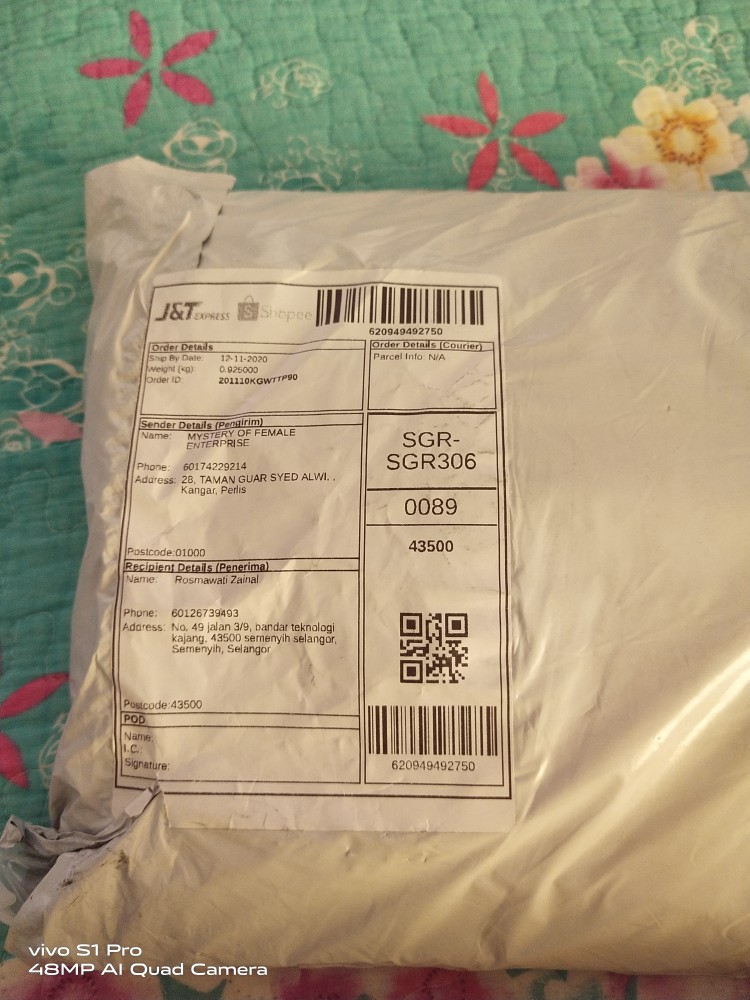 J&T EXPRESS Shopee
620949492750
Order Details
Ship By Date: 12-11-2020
Weight (kg): 0.925000
Order ID: 201110KGWTTP90
Order Details (Courier)
Parcel Info: N/A
Sender Details (Pengirim)
Name: MYSTERY OF FEMALE
ENTERPRISE
Phone: 60174229214
Address: 28, TAMAN GUAR SYED ALWI, .
Kangar, Perlis
Postcode:01000
SGR-
SGR306
0089
43500
Recipient Details (Penerima)
Name: Rosmawati Zainal
Phone: 60126739493
Address: No. 49 jalan 3/9, bandar teknologi
kajang, 43500 semenyih selangor,
Semenyih, Selangor
Postcode:43500
POD
Name:
I.C.:
Signature:
620949492750
vivo S1 Pro
48MP AI Quad Camera